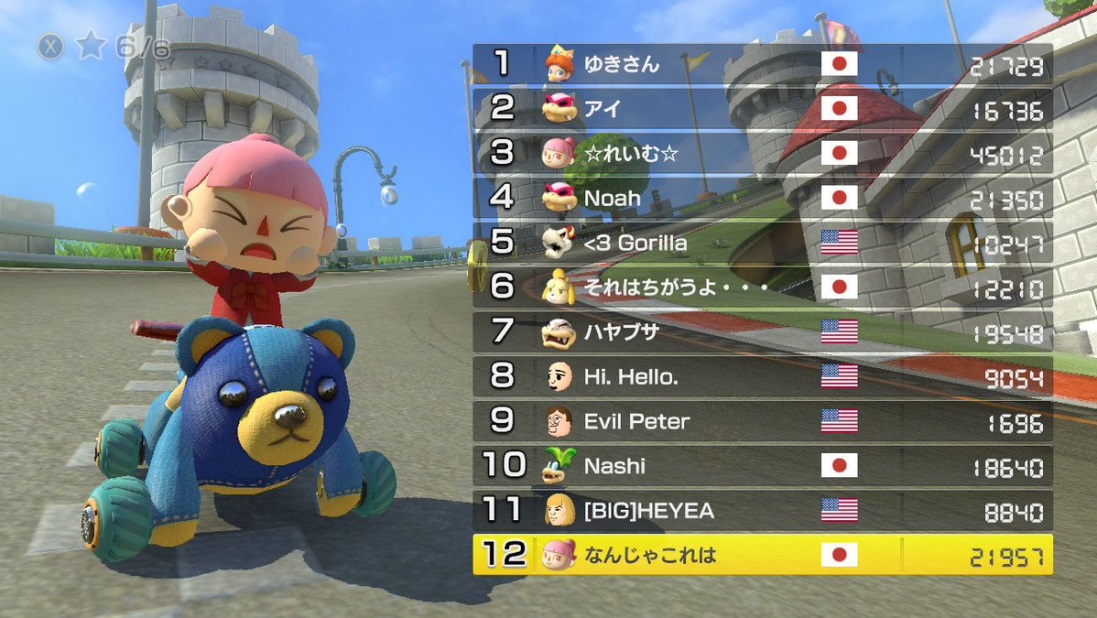 X 6/6
1 ゆきさん 21729
2 アイ 16736
3 ☆れいむ☆ 45012
4 Noah 21350
5 <3 Gorilla 10247
6 それはちがうよ・・・ 12210
7 ハヤブサ 19548
8 Hi. Hello. 9054
9 Evil Peter 1696
10 Nashi 18640
11 [BIG]HEYEA 8840
12 なんじゃこれは 21957